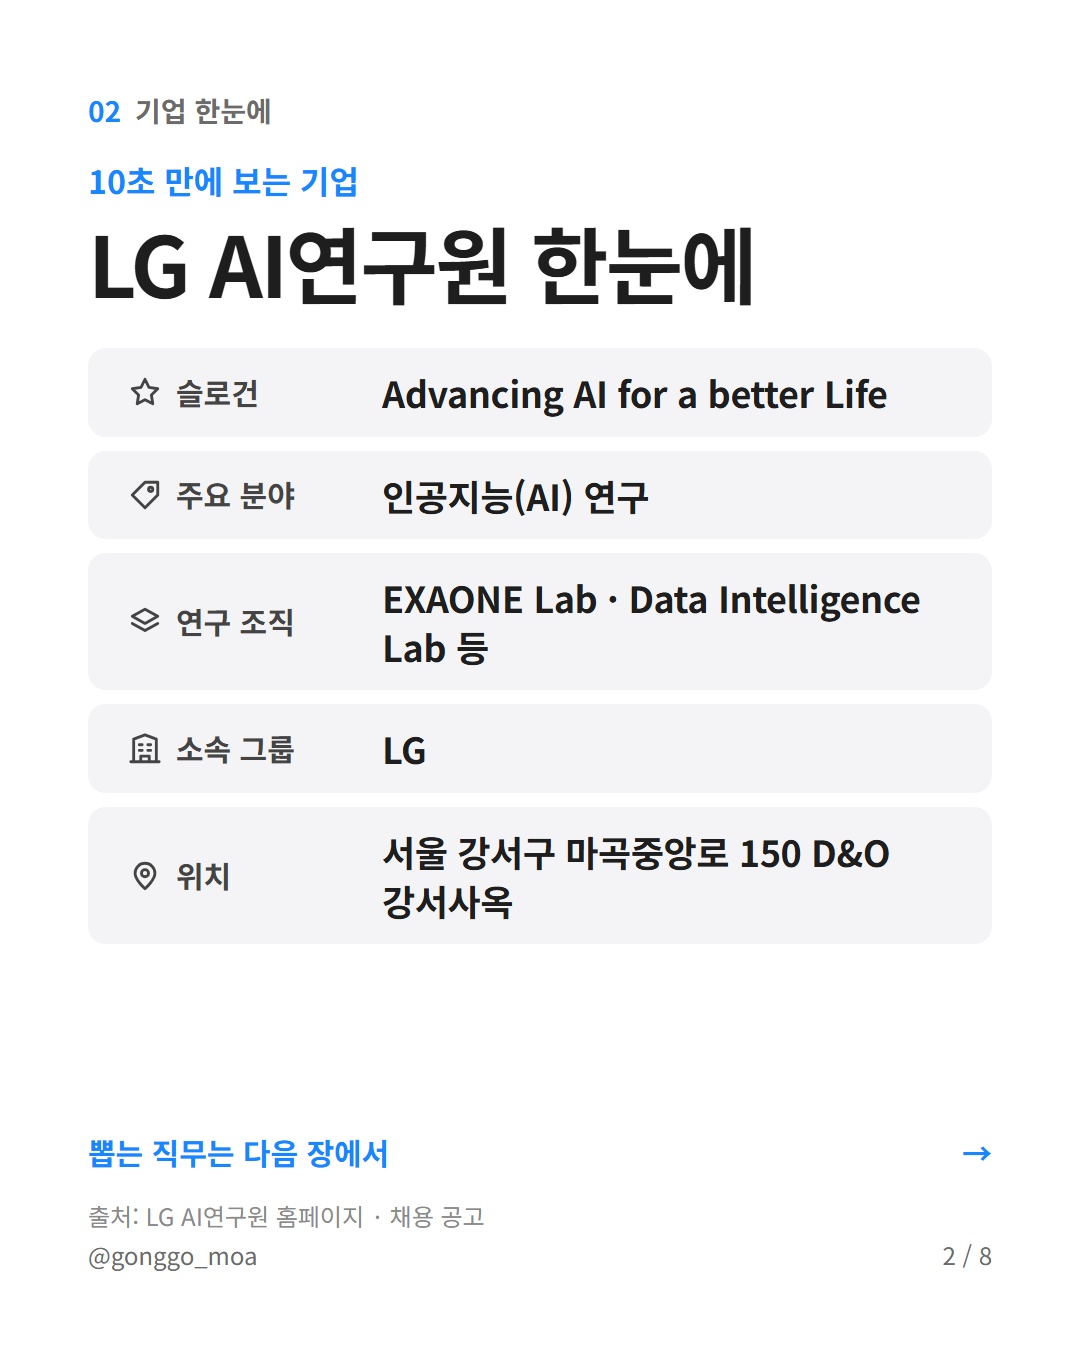 02 기업 한눈에
10초 만에 보는 기업
LG AI연구원 한눈에
슬로건 Advancing AI for a better Life
주요 분야 인공지능(AI) 연구
연구 조직 EXAONE Lab · Data Intelligence
Lab 등
소속 그룹 LG
위치 서울 강서구 마곡중앙로 150 D&O
강서사옥
뽑는 직무는 다음 장에서 →
출처: LG AI연구원 홈페이지 · 채용 공고
@gonggo_moa 2 / 8